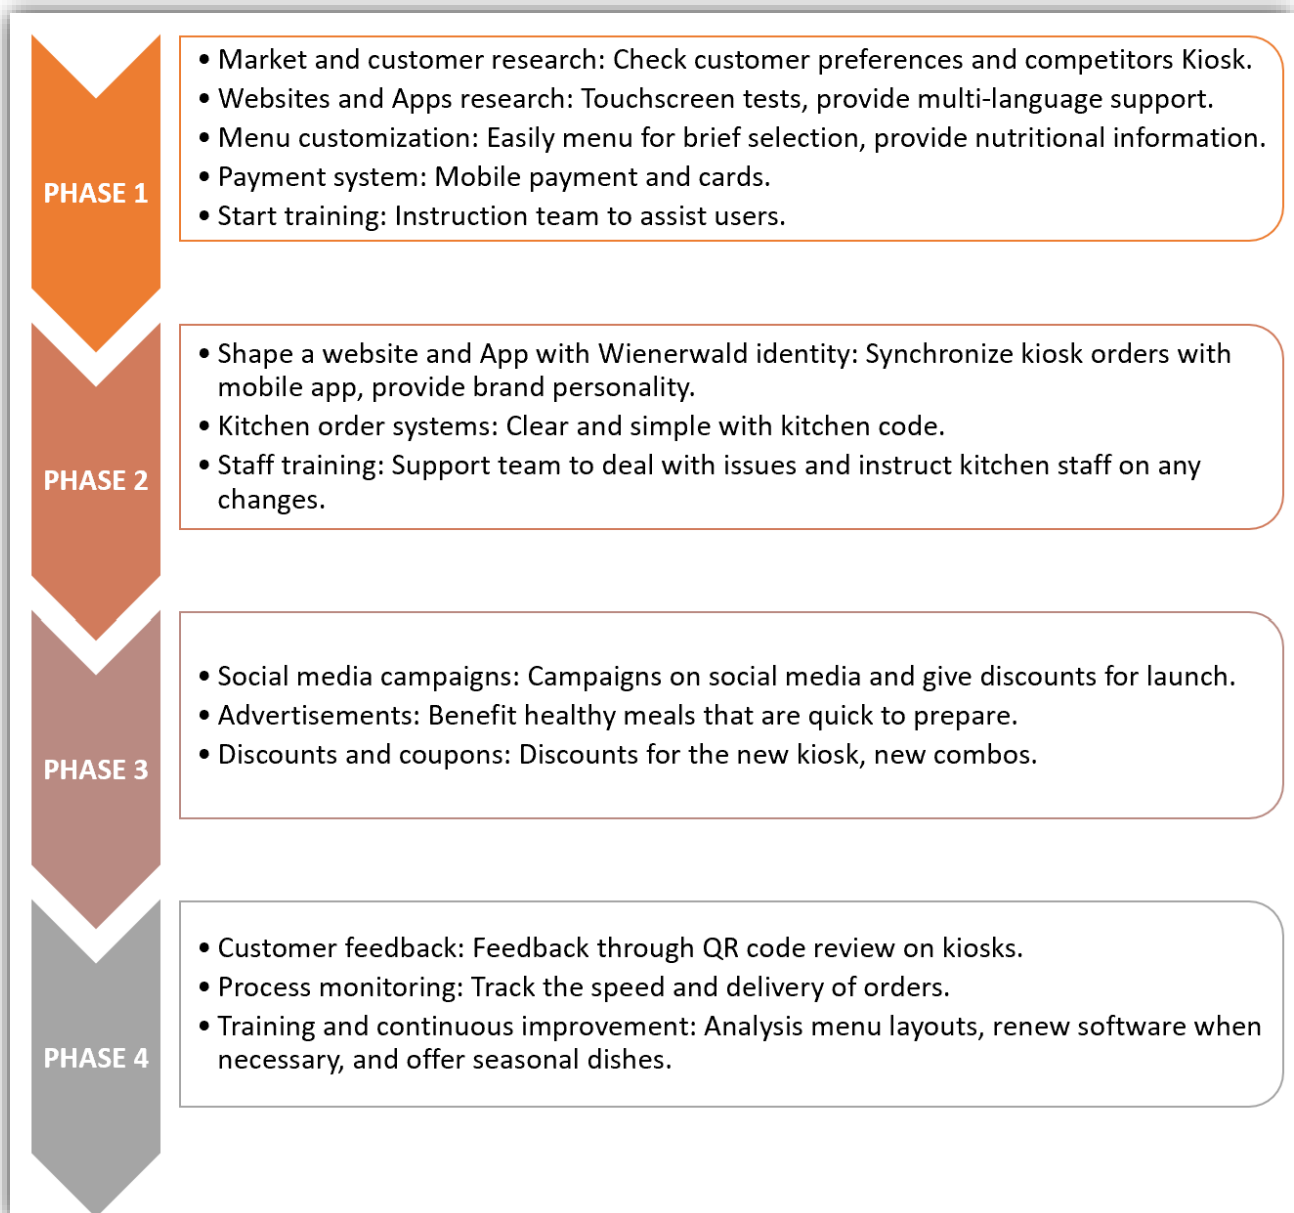 PHASE 1
• Market and customer research: Check customer preferences and competitors Kiosk.
• Websites and Apps research: Touchscreen tests, provide multi-language support.
• Menu customization: Easily menu for brief selection, provide nutritional information.
• Payment system: Mobile payment and cards.
• Start training: Instruction team to assist users.
PHASE 2
• Shape a website and App with Wienerwald identity: Synchronize kiosk orders with
mobile app, provide brand personality.
• Kitchen order systems: Clear and simple with kitchen code.
• Staff training: Support team to deal with issues and instruct kitchen staff on any
changes.
PHASE 3
• Social media campaigns: Campaigns on social media and give discounts for launch.
• Advertisements: Benefit healthy meals that are quick to prepare.
• Discounts and coupons: Discounts for the new kiosk, new combos.
PHASE 4
• Customer feedback: Feedback through QR code review on kiosks.
• Process monitoring: Track the speed and delivery of orders.
• Training and continuous improvement: Analysis menu layouts, renew software when
necessary, and offer seasonal dishes.